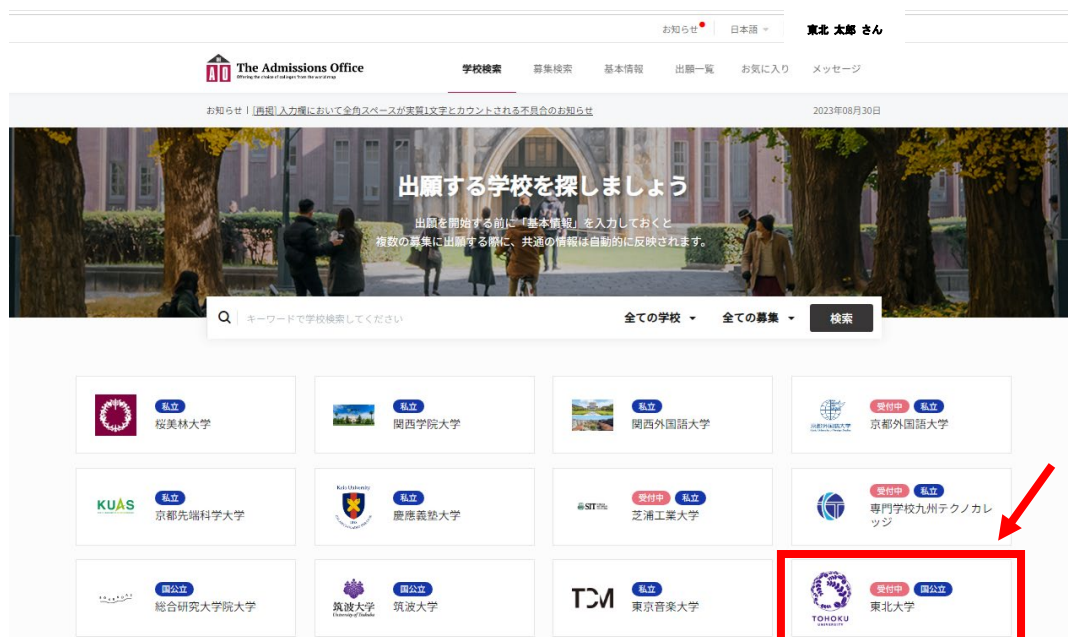 お知らせ 日本語 東北 太郎 さん
The Admissions Office
学校検索 募集検索 基本情報 出願一覧 お気に入り メッセージ
お知らせ | [再掲] 入力欄において全角スペースが実質1文字とカウントされる不具合のお知らせ 2023年08月30日
出願する学校を探しましょう
出願を開始する前に「基本情報」を入力しておくと
複数の募集に出願する際に、共通の情報は自動的に反映されます。
キーワードで学校検索してください 全ての学校 全ての募集 検索
私立
桜美林大学
私立
関西学院大学
私立
関西外国語大学
受付中 私立
京都外国語大学
KUAS
私立
京都先端科学大学
Keio University
私立
慶應義塾大学
SIT
受付中 私立
芝浦工業大学
受付中 私立
専門学校九州テクノカレ
ッジ
国公立
総合研究大学院大学
筑波大学
University of Tsukuba
国公立
筑波大学
TCM
私立
東京音楽大学
TOHOKU
UNIVERSITY
受付中 国公立
東北大学